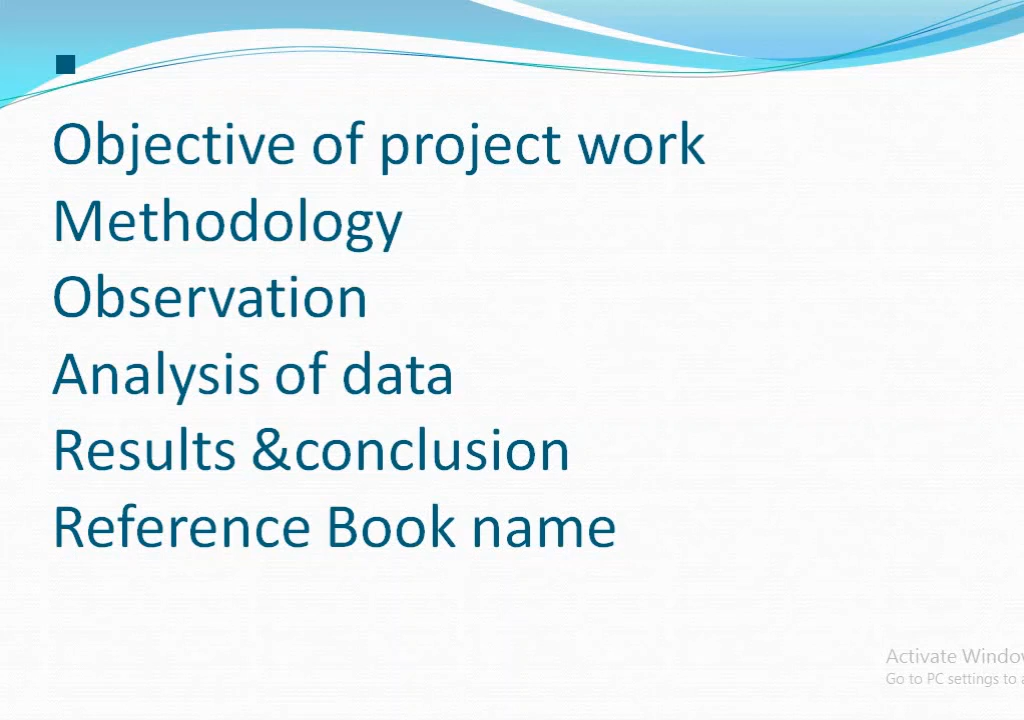 Objective of project work
Methodology
Observation
Analysis of data
Results &conclusion
Reference Book name
Activate Windo
Go to PC settings to a